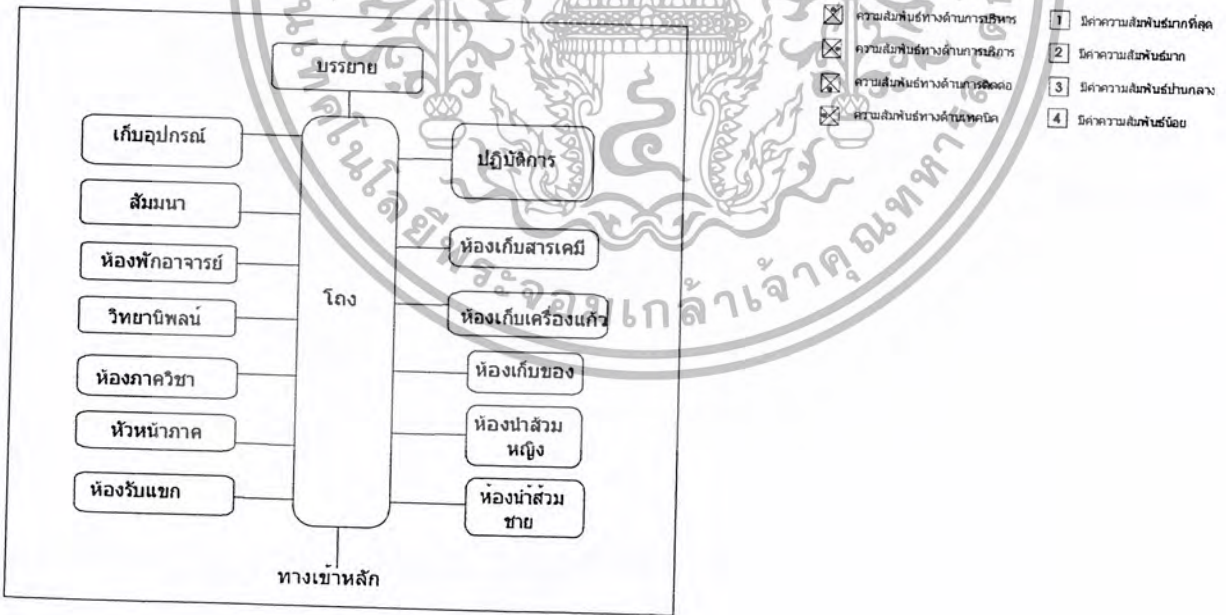 บรรยาย
เก็บอุปกรณ์
สัมมนา
ห้องพักอาจารย์
วิทยานิพลน์
ห้องภาควิชา
หัวหน้าภาค
ห้องรับแขก
โถง
ปฏิบัติการ
ห้องเก็บสารเคมี
ห้องเก็บเครื่องแก้ว
ห้องเก็บของ
ห้องน้ำส้วม
หญิง
ห้องน้ำส้วม
ชาย
ทางเข้าหลัก
ความสัมพันธ์ทางด้านการบริหาร
ความสัมพันธ์ทางด้านการบริการ
ความสัมพันธ์ทางด้านการติดต่อ
ความสัมพันธ์ทางด้านเทคนิค
1 มีค่าความสัมพันธ์มากที่สุด
2 มีค่าความสัมพันธ์มาก
3 มีค่าความสัมพันธ์ปานกลาง
4 มีค่าความสัมพันธ์น้อย